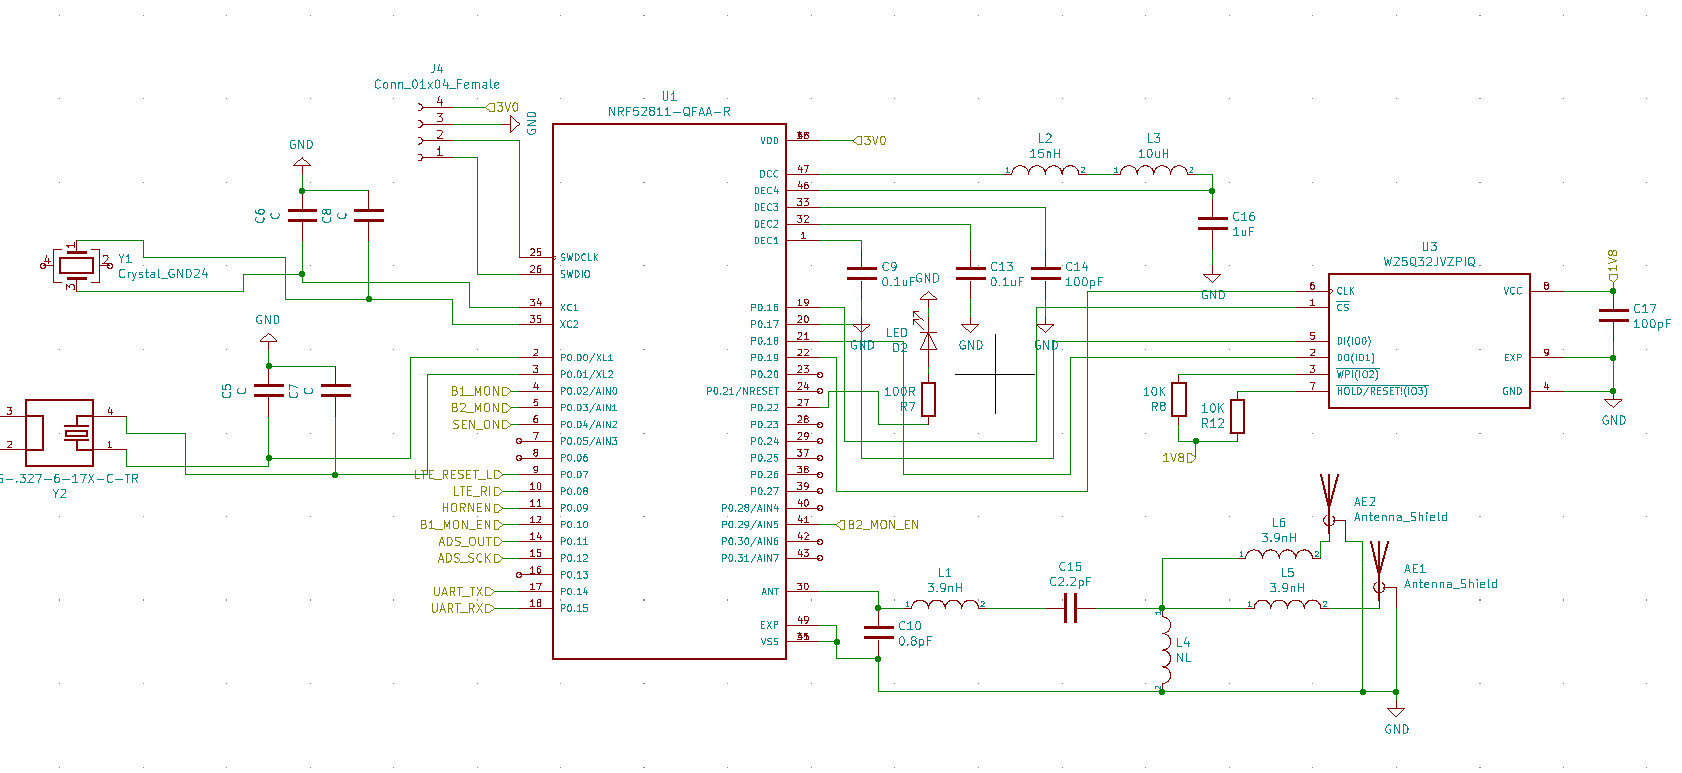 J4
Conn_01x04_Female
4
3V0
3
GND
2
1
U1
NRF52811-QFAA-R
GND
C6
C
C8
C
1
4
2
3
Y1
Crystal_GND24
GND
C5
C
C7
C
3
4
2
1
G-.327-6-17X-C-TR
Y2
25
SWDCLK
26
SWDIO
34
XC1
35
XC2
2
P0.00/XL1
3
P0.01/XL2
B1_MON
4
P0.02/AIN0
B2_MON
5
P0.03/AIN1
SEN_ON
6
P0.04/AIN2
7
P0.05/AIN3
8
P0.06
LTE_RESET_L
9
P0.07
LTE_RI
10
P0.08
HORNEN
11
P0.09
B1_MON_EN
12
P0.10
ADS_OUT
14
P0.11
ADS_SCK
15
P0.12
16
P0.13
UART_TX
17
P0.14
UART_RX
18
P0.15
VDD
3V0
DCC
47
DEC4
46
DEC3
33
DEC2
32
DEC1
1
P0.16
19
P0.17
20
P0.18
21
P0.19
22
P0.20
23
P0.21/NRESET
24
P0.22
27
P0.23
28
P0.24
29
P0.25
37
P0.26
38
P0.27
39
P0.28/AIN4
40
P0.29/AIN5
41
B2_MON_EN
P0.30/AIN6
42
P0.31/AIN7
43
ANT
30
EXP
49
VSS
L2
15nH
1
2
L3
10uH
1
2
C16
1uF
GND
C9
0.1uF
GND
C13
0.1uF
GND
C14
100pF
GND
GND
LED
D2
100R
R7
U3
W25Q32JVZPIQ
6
CLK
1
CS
5
DI(IO0)
2
DO(IO1)
3
WP!(IO2)
7
HOLD/RESET!(IO3)
VCC
8
EXP
9
GND
4
1V8
C17
100pF
GND
10K
R8
10K
R12
1V8
L1
3.9nH
1
2
C10
0.8pF
C15
C2.2pF
L6
3.9nH
1
2
L5
3.9nH
1
2
1
L4
NL
2
AE2
Antenna_Shield
AE1
Antenna_Shield
GND